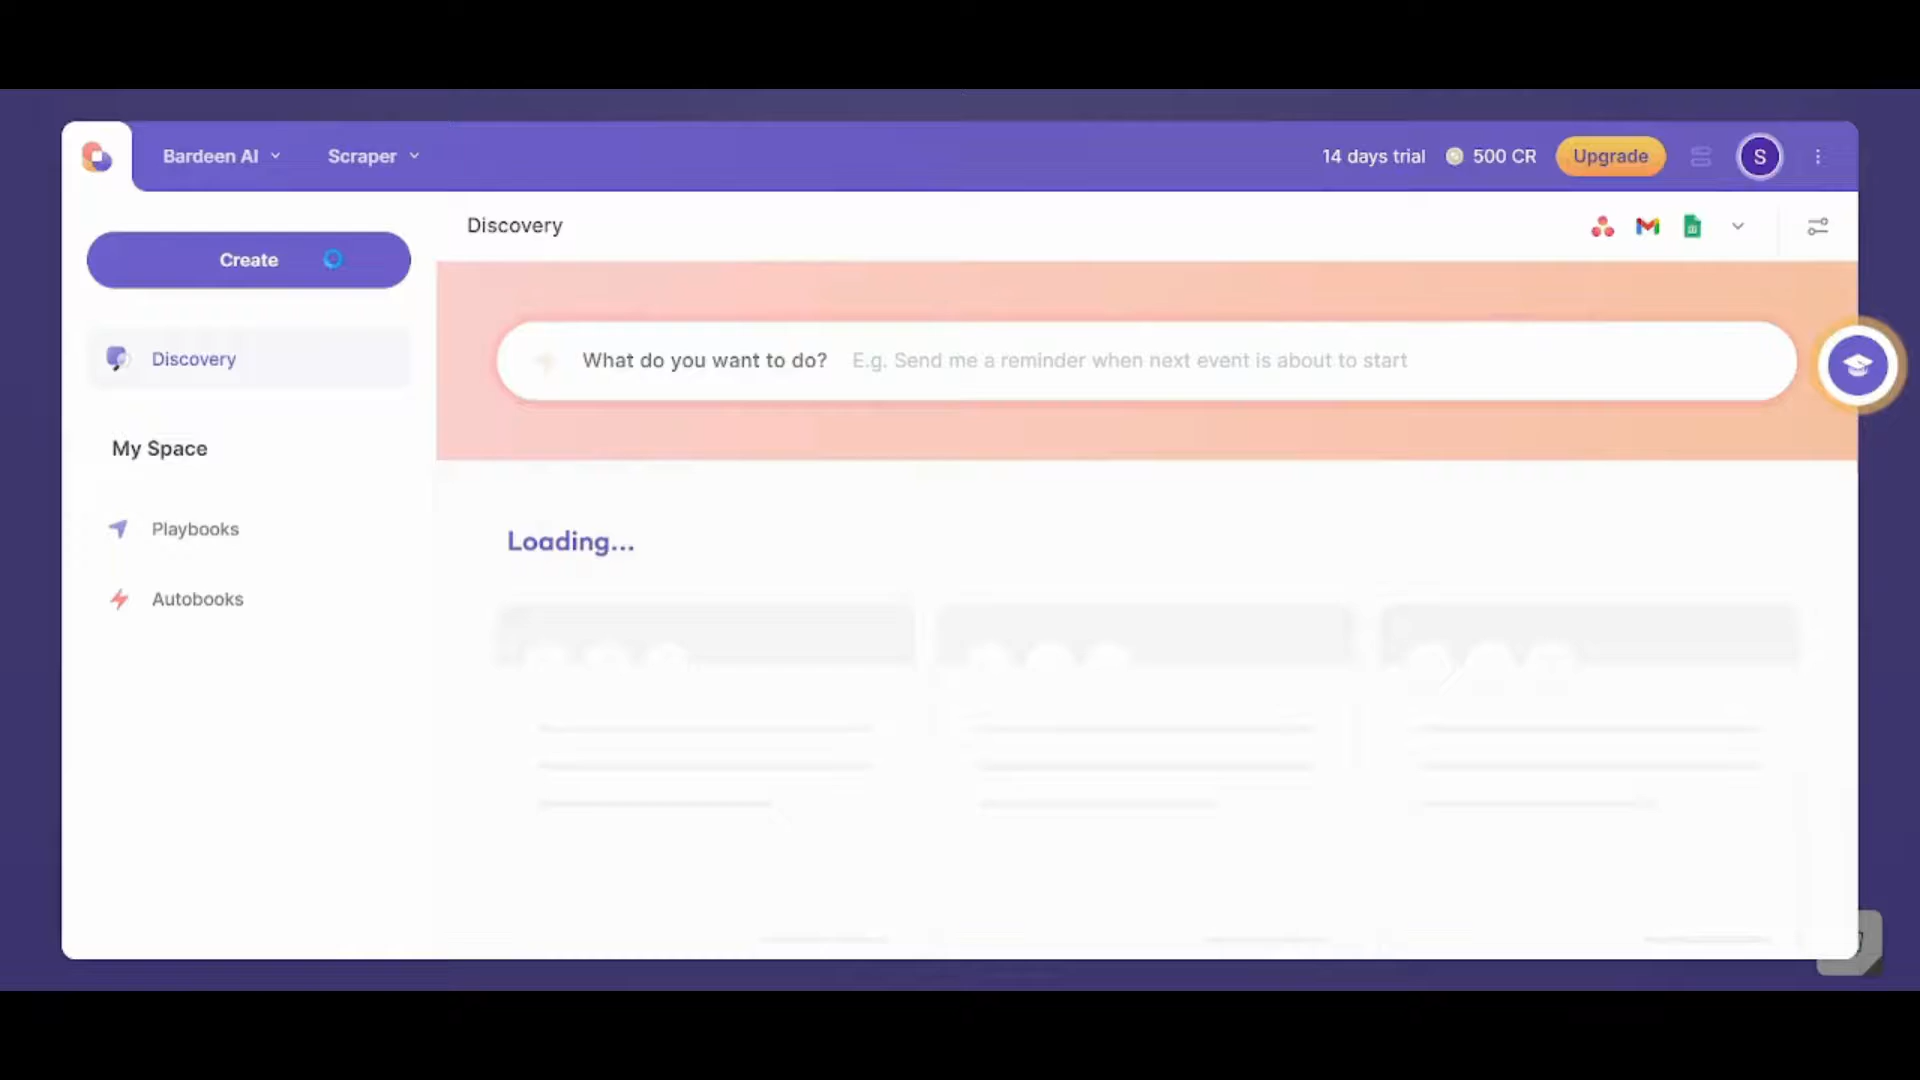 Bardeen AI
Scraper
14 days trial
500 CR
Upgrade
S
Create
Discovery
Discovery
What do you want to do? E.g. Send me a reminder when next event is about to start
My Space
Playbooks
Autobooks
Loading...